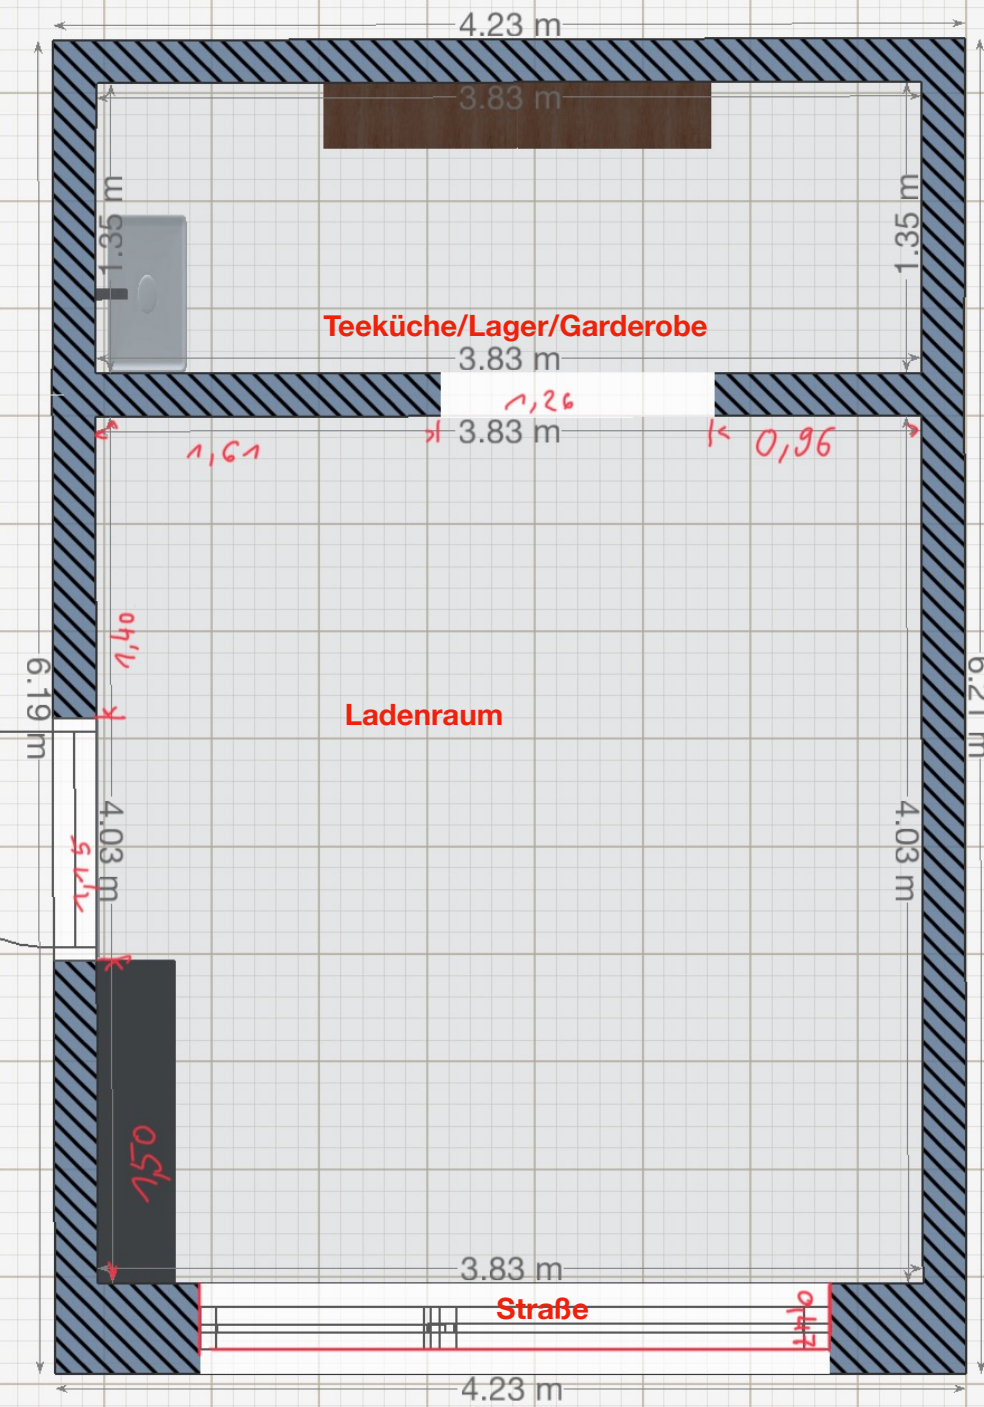 4.23 m
3.83 m
1.35 m
1.35 m
Teeküche/Lager/Garderobe
3.83 m
1,26
3.83 m
1,61
0,96
1,40
6.19 m
6.21 m
Ladenraum
4.03 m
4.03 m
1,15
1,50
3.83 m
Straße
0,47
4.23 m